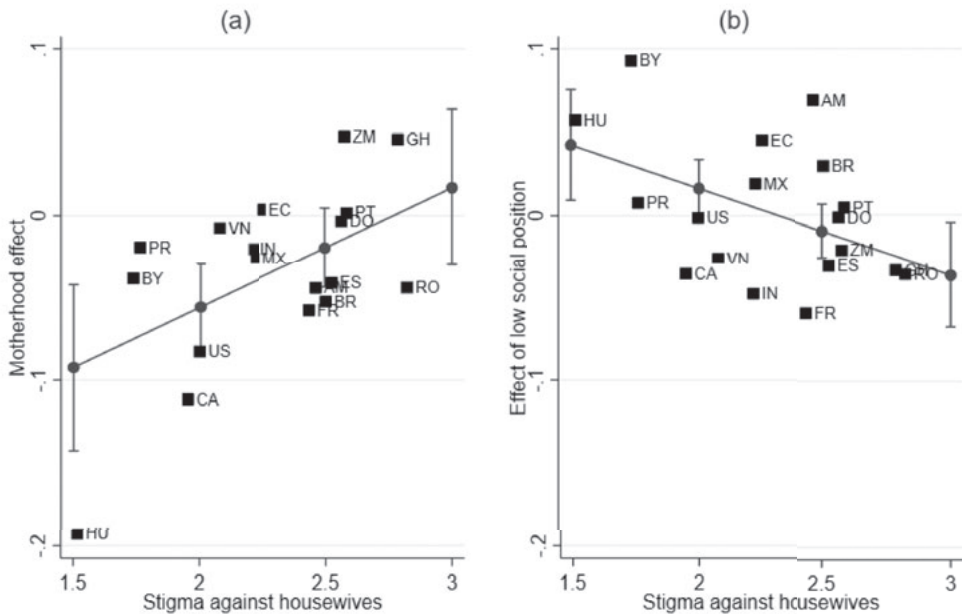 (a)
(b)
Motherhood effect
.1
0
-.1
-.2
ZM
GH
EC
PT
DO
VN
PR
IN
MX
BY
ES
AM
RO
BR
FR
US
CA
HU
1.5
2
2.5
3
Stigma against housewives
Effect of low social position
.1
0
-.1
-.2
BY
AM
HU
EC
BR
MX
PR
PT
US
DO
ZM
VN
ES
CA
GH
RO
IN
FR
1.5
2
2.5
3
Stigma against housewives